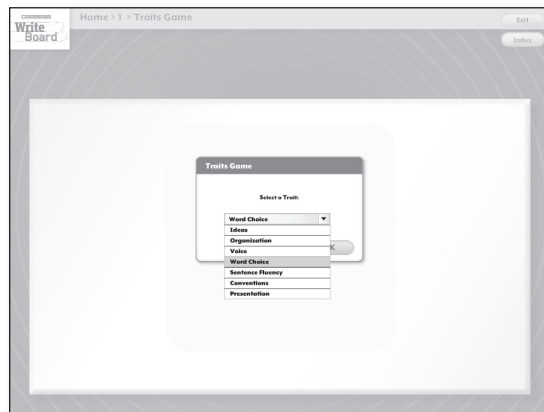 Write
Board
Home > 1 > Traits Game
Exit
Index
Traits Game
Select a Trait:
Word Choice
Ideas
Organization
Voice
Word Choice
Sentence Fluency
Conventions
Presentation